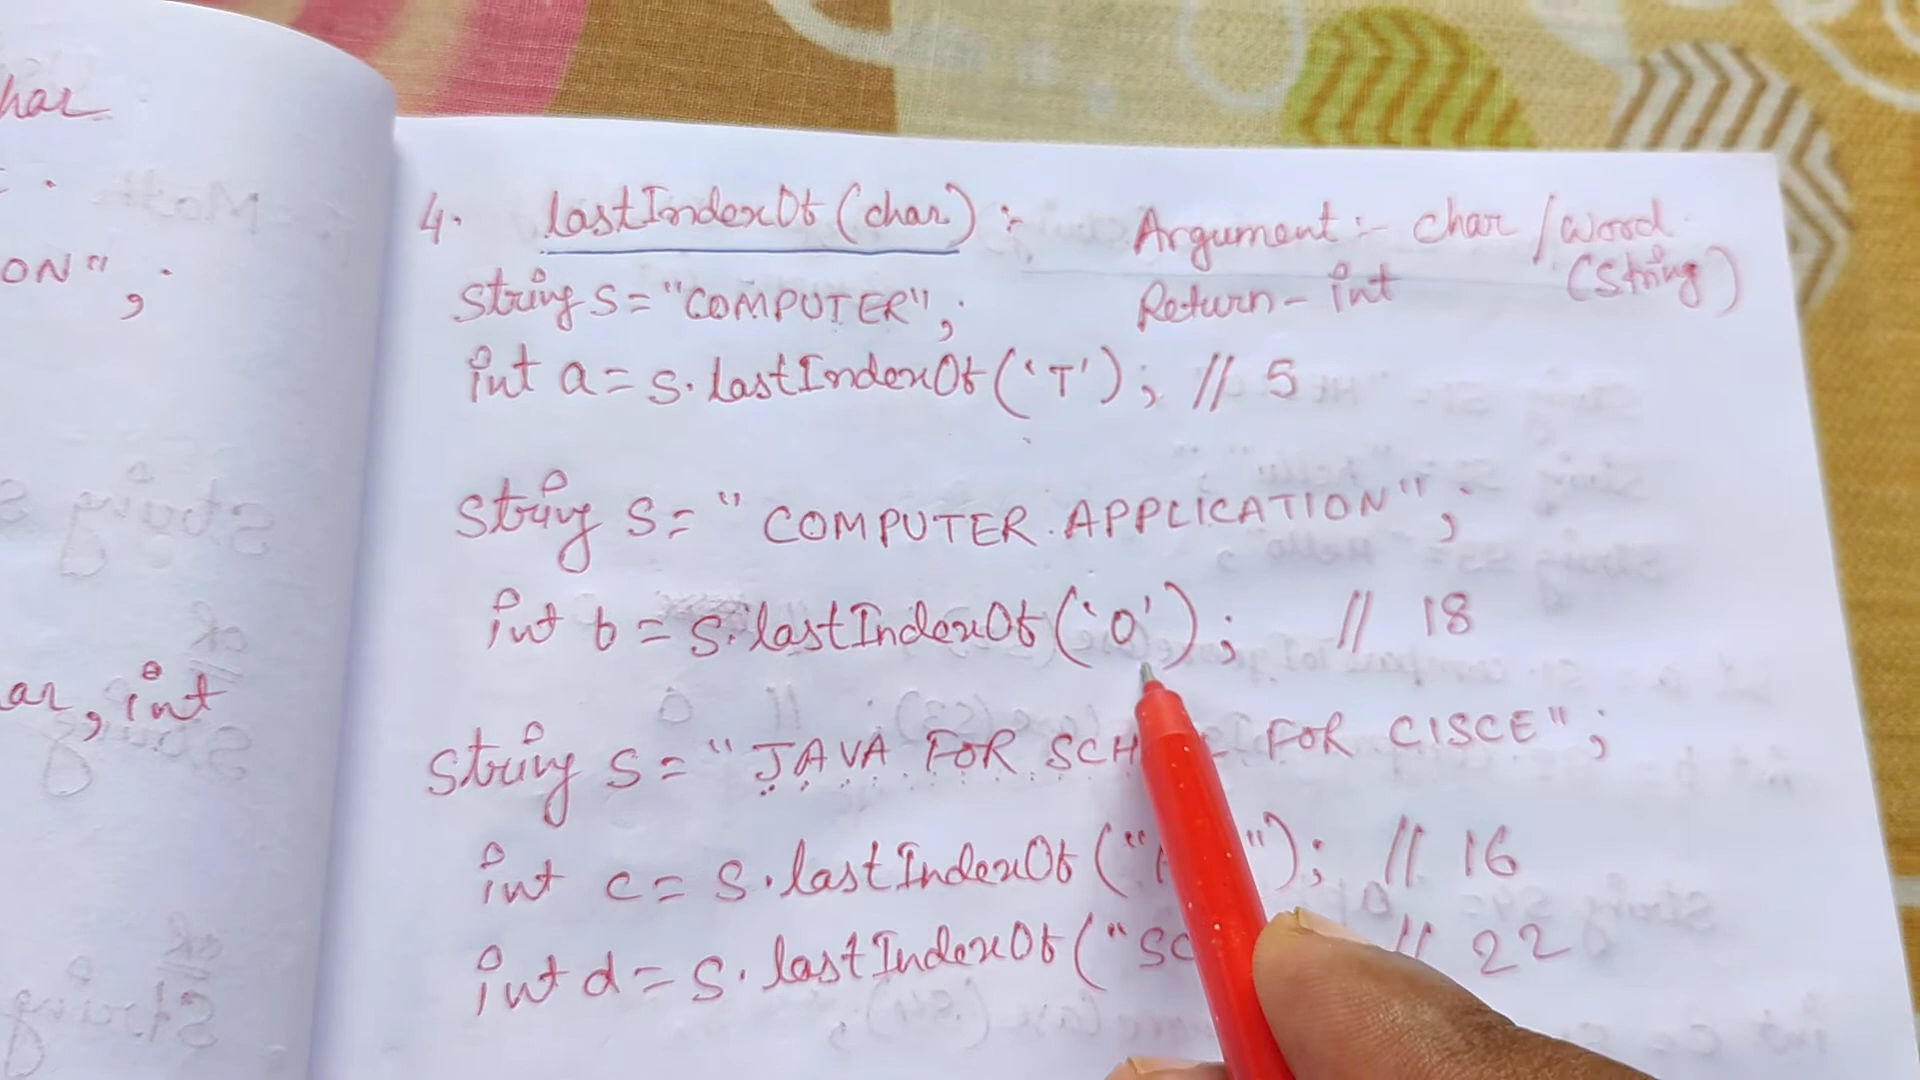 har
ON";
ar, int
4. lastIndexOf(char) :- Argument :- char / word (String)
Return - int
String S = "COMPUTER";
int a = S.lastIndexOf('T'); // 5
String S = "COMPUTER APPLICATION";
int b = S.lastIndexOf('O'); // 18
String S = "JAVA FOR SCH FOR CISCE";
int c = S.lastIndexOf(" "); // 16
int d = S.lastIndexOf("SC // 22